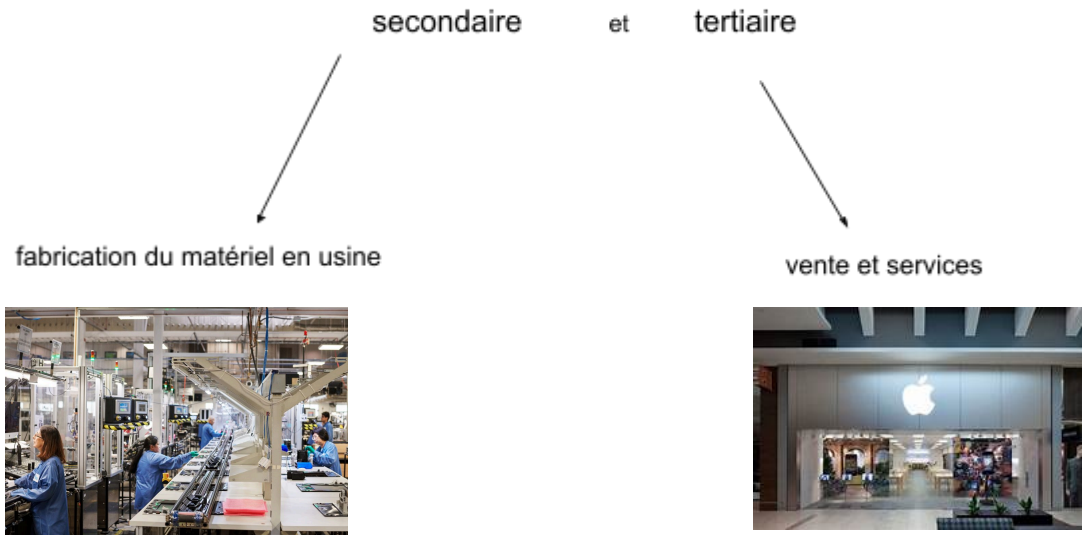 secondaire et tertiaire
fabrication du matériel en usine
vente et services